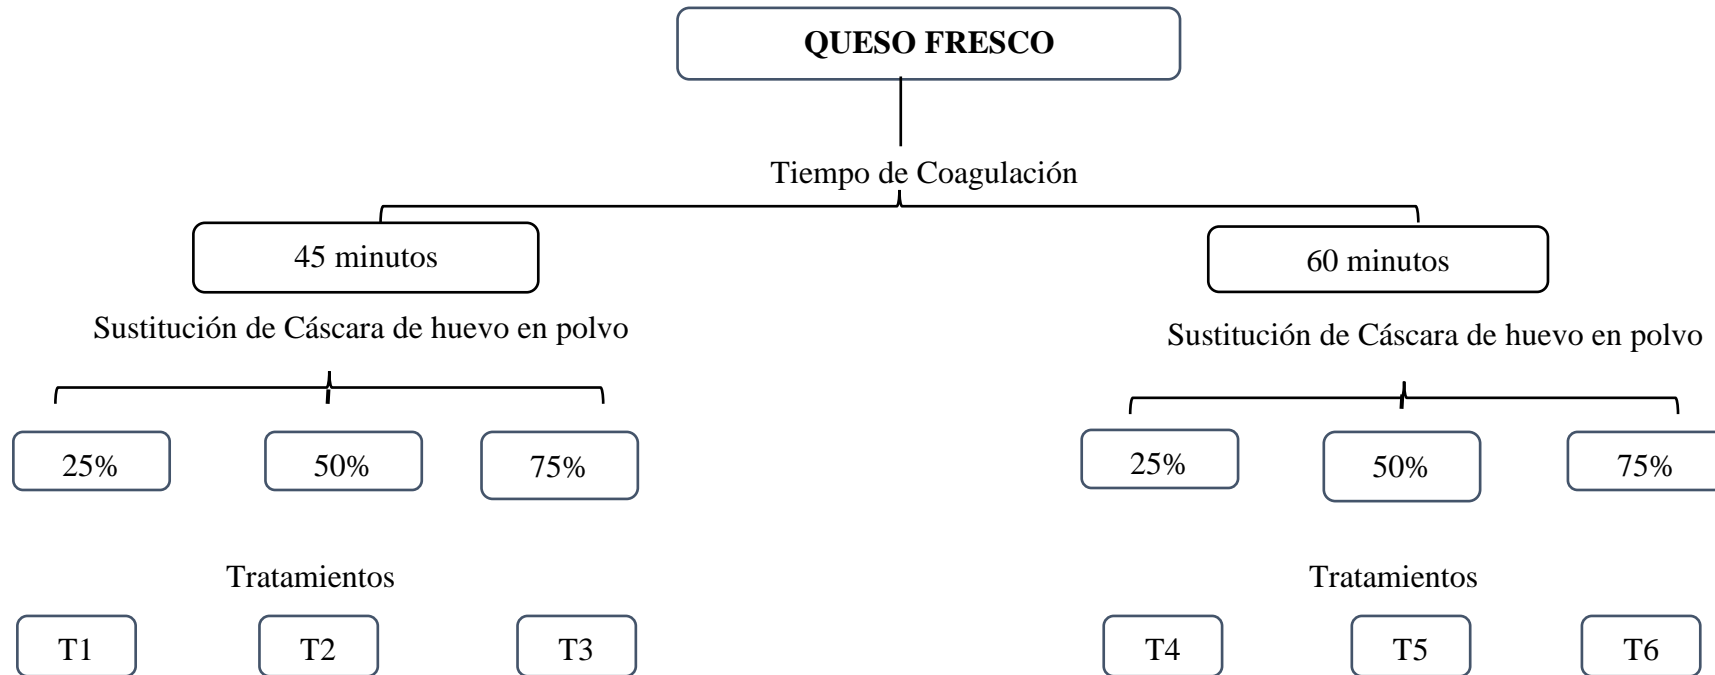 QUESO FRESCO
Tiempo de Coagulación
45 minutos
60 minutos
Sustitución de Cáscara de huevo en polvo
Sustitución de Cáscara de huevo en polvo
25%
50%
75%
25%
50%
75%
Tratamientos
Tratamientos
T1
T2
T3
T4
T5
T6